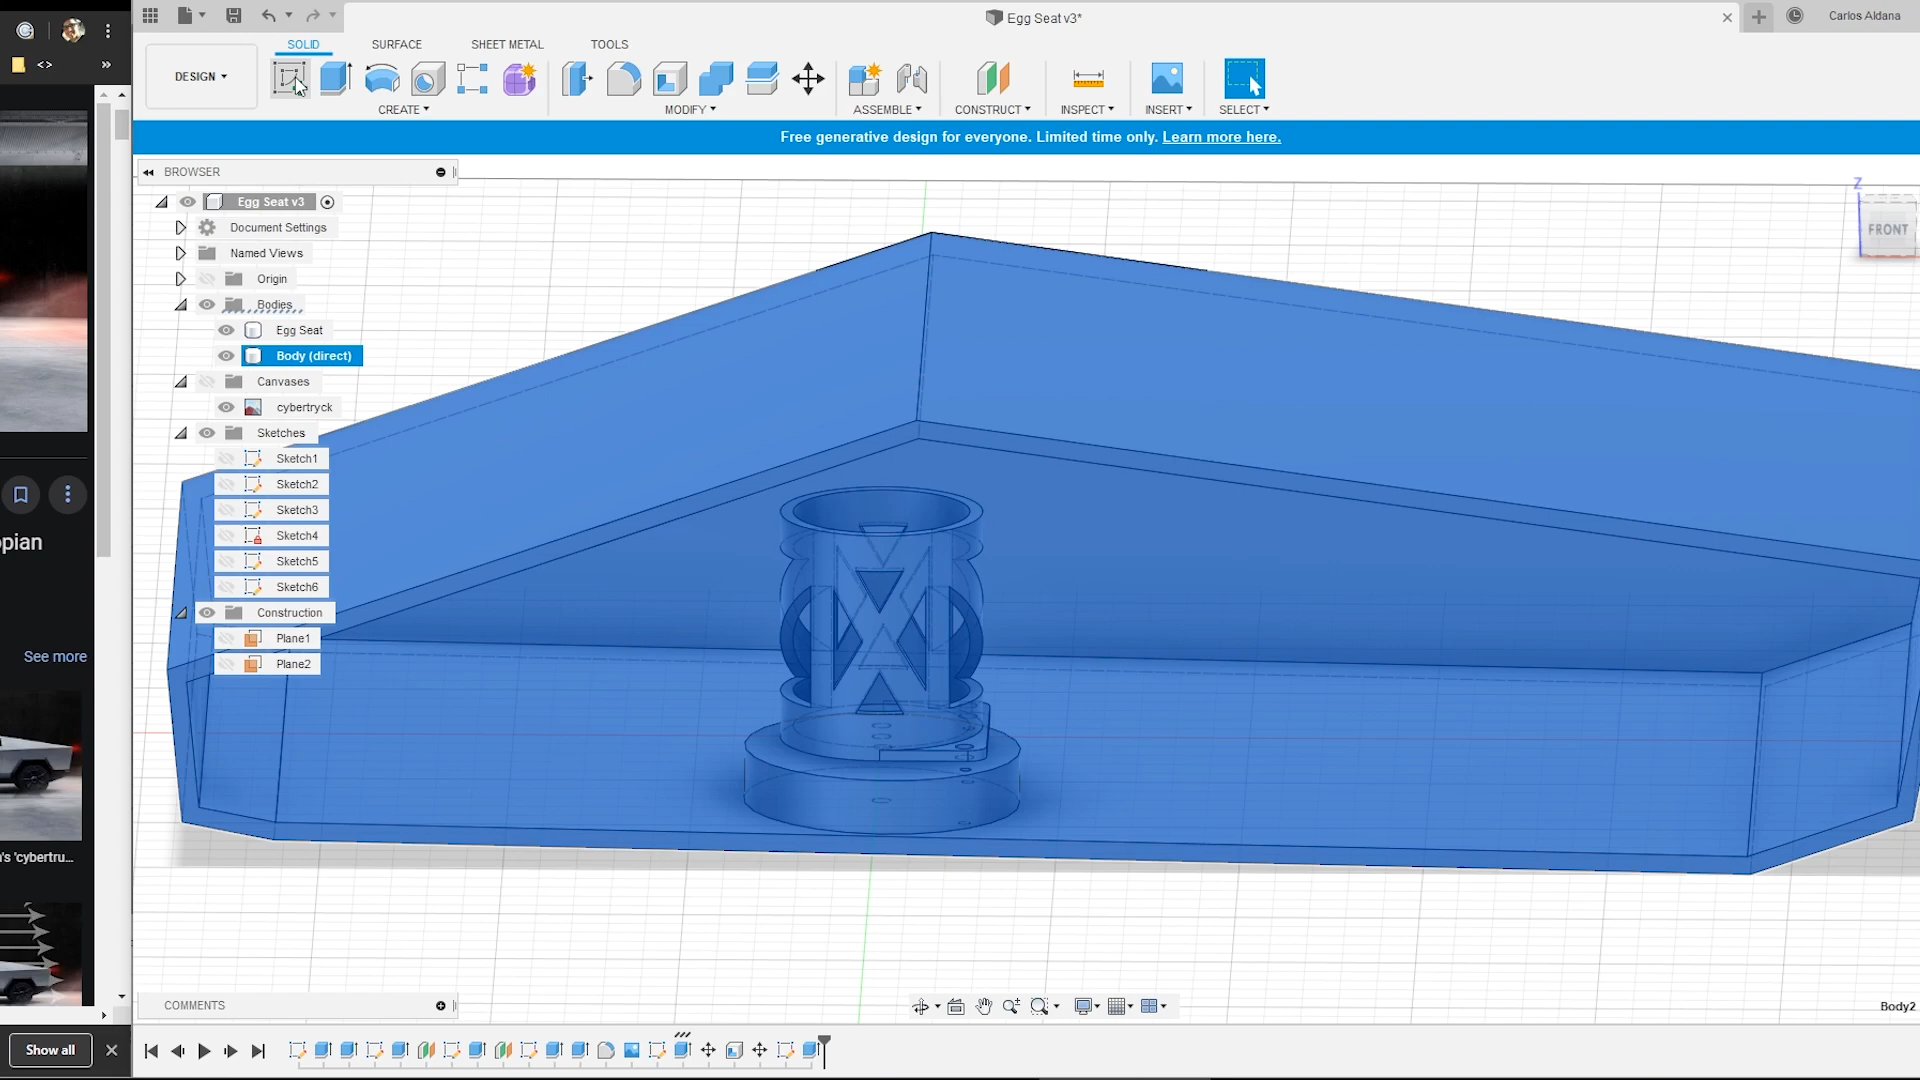 Egg Seat v3*
Carlos Aldana
DESIGN
SOLID
SURFACE
SHEET METAL
TOOLS
CREATE
MODIFY
ASSEMBLE
CONSTRUCT
INSPECT
INSERT
SELECT
Free generative design for everyone. Limited time only. Learn more here.
BROWSER
Egg Seat v3
Document Settings
Named Views
Origin
Bodies
Egg Seat
Body (direct)
Canvases
cybertryck
Sketches
Sketch1
Sketch2
Sketch3
Sketch4
Sketch5
Sketch6
Construction
Plane1
Plane2
Z
FRONT
pian
See more
's 'cybertru...
COMMENTS
Body2
Show all